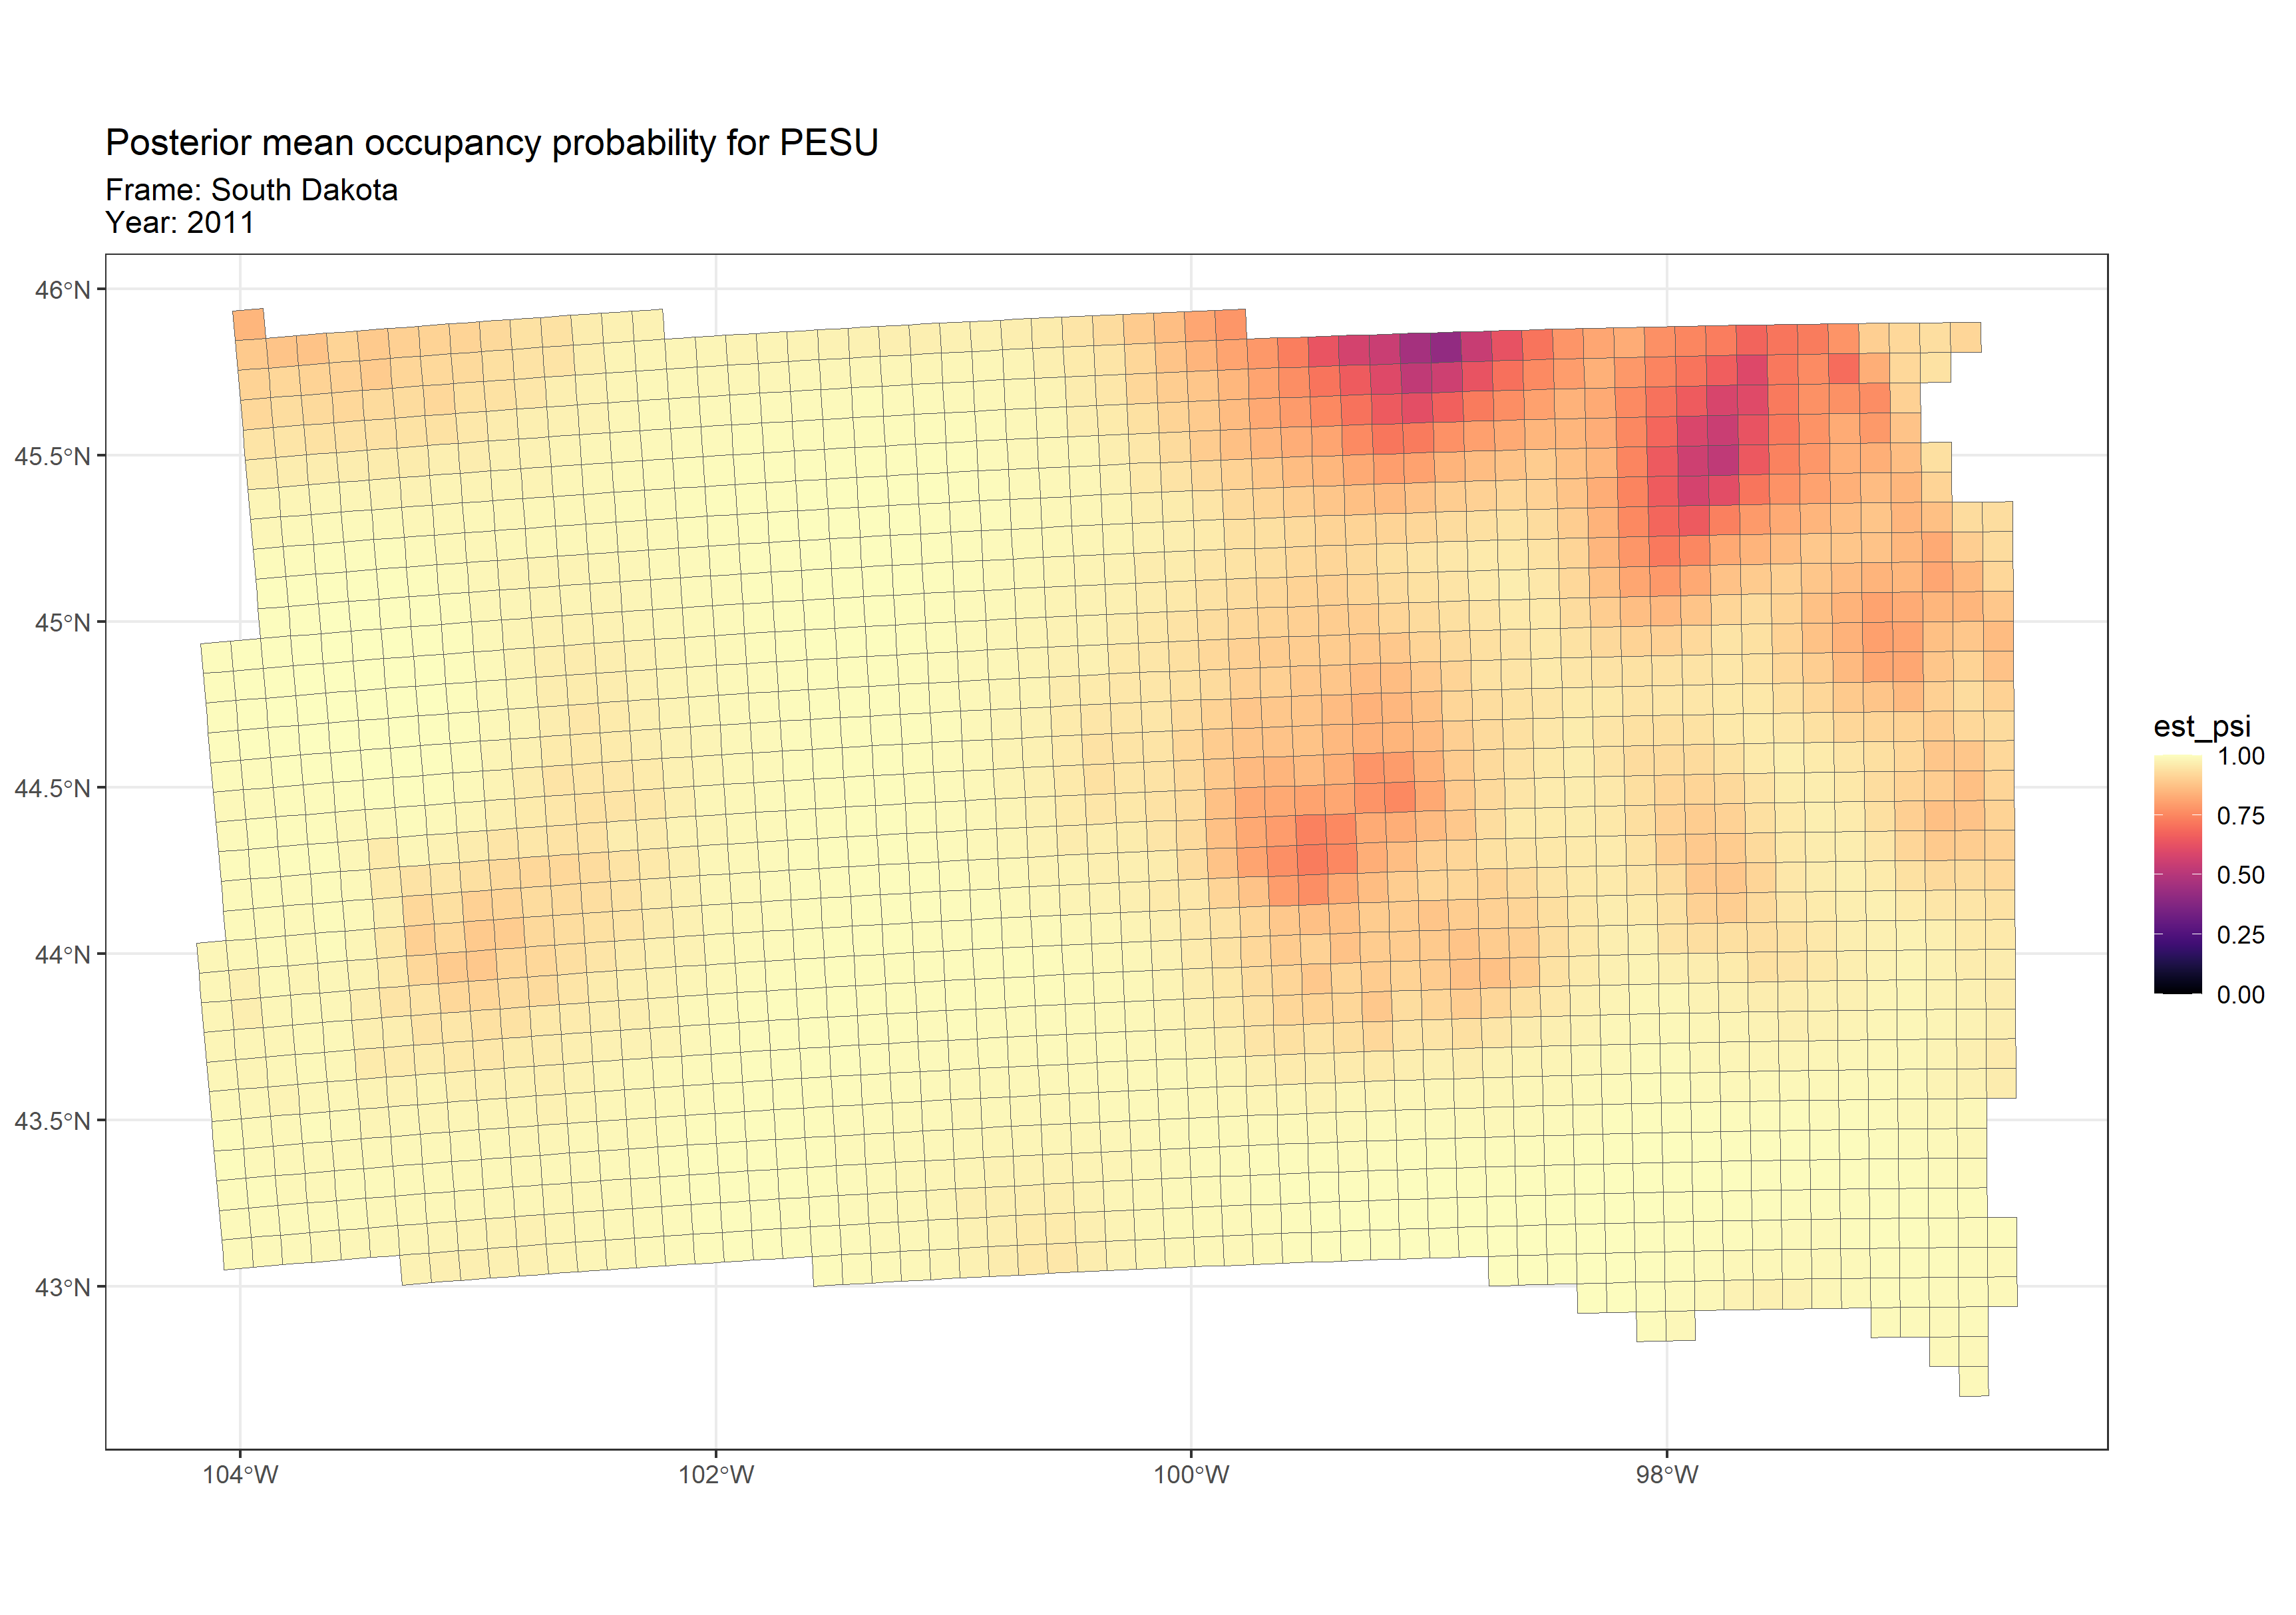 Posterior mean occupancy probability for PESU
Frame: South Dakota
Year: 2011
46°N
45.5°N
45°N
44.5°N
44°N
43.5°N
43°N
104°W
102°W
100°W
98°W
est_psi
1.00
0.75
0.50
0.25
0.00